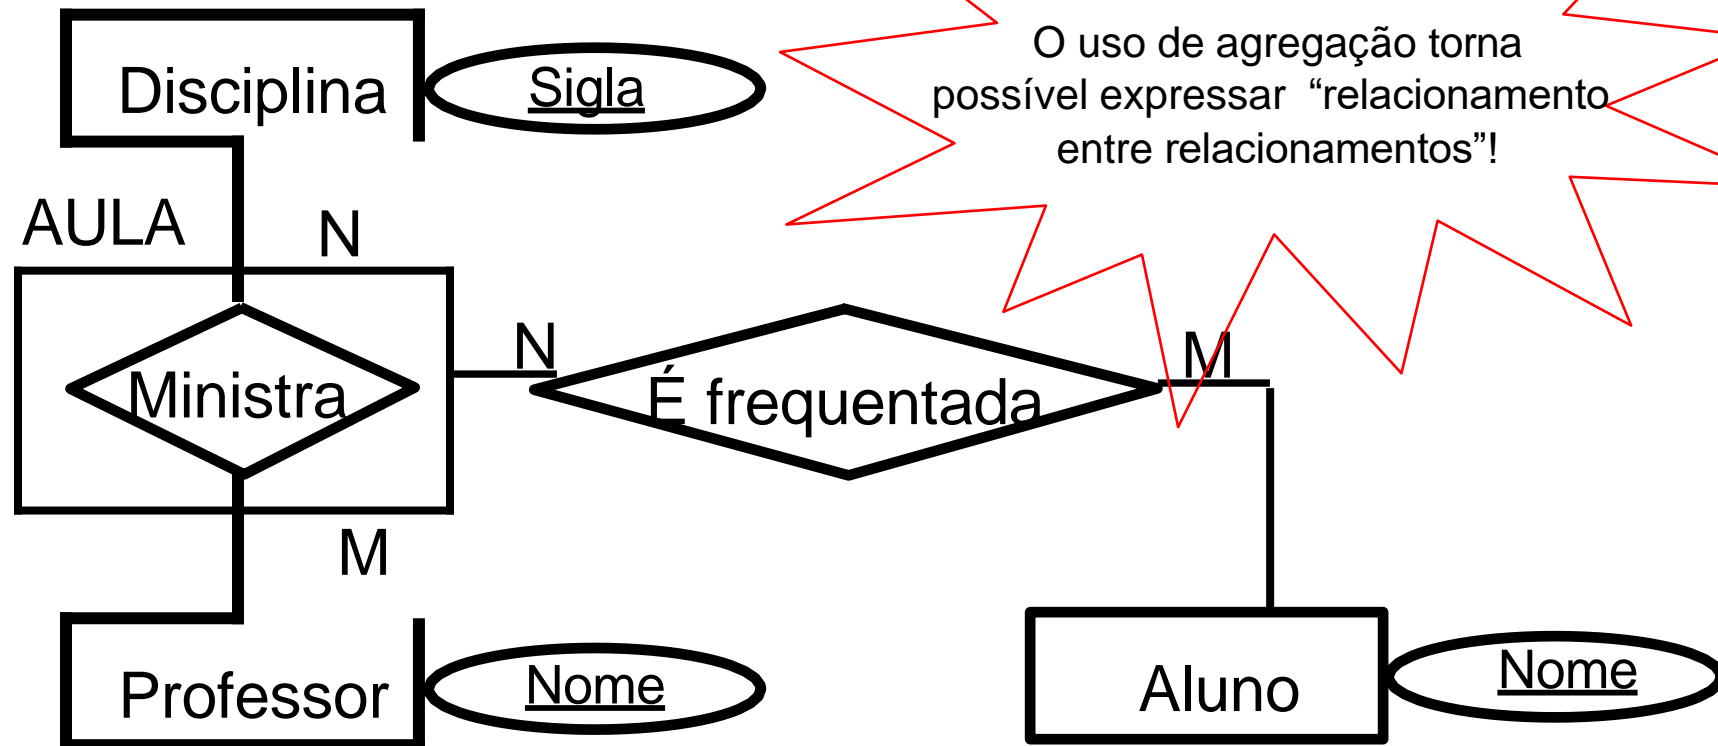 O uso de agregação torna
possível expressar “relacionamento
entre relacionamentos”!
Disciplina
Sigla
AULA
N
Ministra
N
É frequentada
M
M
Professor
Nome
Aluno
Nome